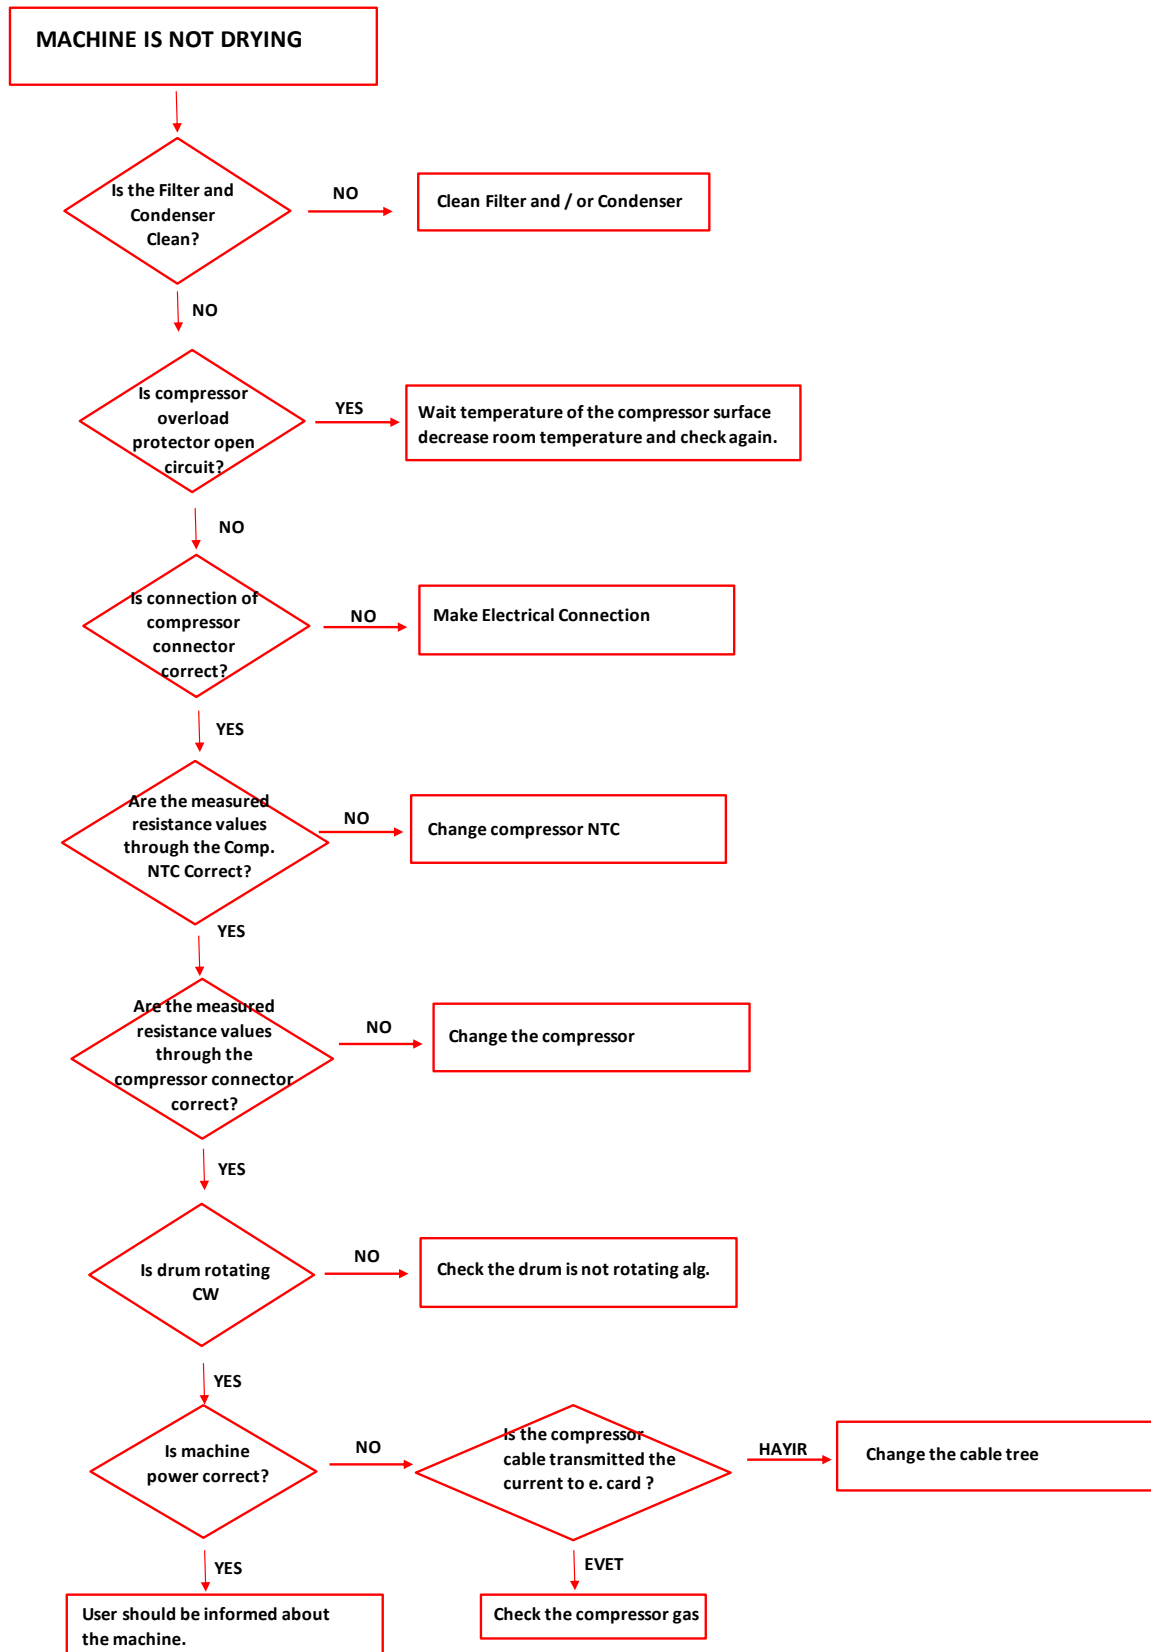 MACHINE IS NOT DRYING
Is the Filter and
Condenser
Clean?
NO
Clean Filter and / or Condenser
NO
Is compressor
overload
protector open
circuit?
YES
Wait temperature of the compressor surface
decrease room temperature and check again.
NO
Is connection of
compressor
connector
correct?
NO
Make Electrical Connection
YES
Are the measured
resistance values
through the Comp.
NTC Correct?
NO
Change compressor NTC
YES
Are the measured
resistance values
through the
compressor connector
correct?
NO
Change the compressor
YES
Is drum rotating
CW
NO
Check the drum is not rotating alg.
YES
Is machine
power correct?
NO
Is the compressor
cable transmitted the
current to e. card ?
HAYIR
Change the cable tree
YES
EVET
User should be informed about
the machine.
Check the compressor gas